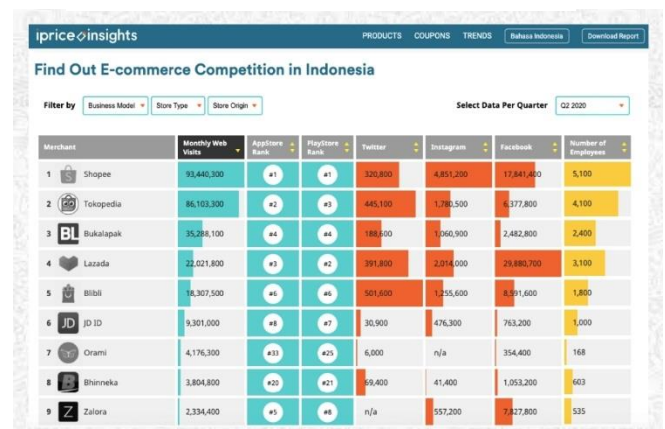 iprice insights PRODUCTS COUPONS TRENDS Bahasa Indonesia Download Report
Find Out E-commerce Competition in Indonesia
Filter by Business Model Store Type Store Origin Select Data Per Quarter Q2 2020
Merchant Monthly Web Visits AppStore Rank PlayStore Rank Twitter Instagram Facebook Number of Employees
1 Shopee 93,440,300 #1 #1 320,800 4,851,200 17,841,400 5,100
2 Tokopedia 86,103,300 #2 #3 445,100 1,780,500 6,377,800 4,100
3 BL Bukalapak 35,288,100 #4 #4 188,600 1,060,900 2,482,800 2,400
4 Lazada 22,021,800 #3 #2 391,800 2,014,000 29,880,700 3,100
5 Blibli 18,307,500 #6 #6 501,600 1,255,600 8,591,600 1,800
6 JD JD ID 9,301,000 #8 #7 30,900 476,300 763,200 1,000
7 Orami 4,176,300 #33 #25 6,000 n/a 354,400 168
8 B Bhinneka 3,804,800 #20 #21 69,400 41,400 1,053,200 603
9 Z Zalora 2,334,400 #5 #8 n/a 557,200 7,827,800 535